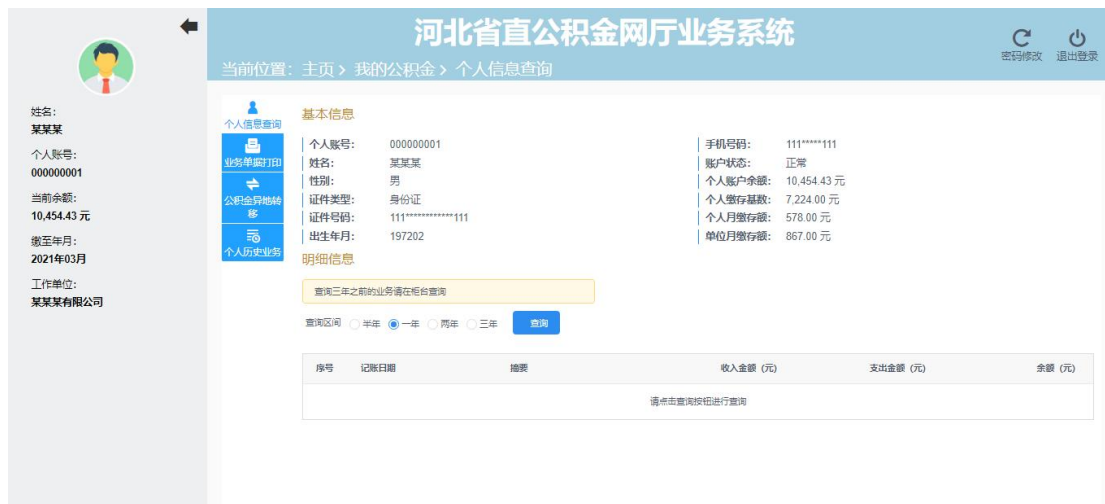 河北省直公积金网厅业务系统
当前位置：主页 > 我的公积金 > 个人信息查询
密码修改 退出登录
姓名：
某某某
个人账号：
000000001
当前余额：
10,454.43 元
缴至年月：
2021年03月
工作单位：
某某某有限公司
个人信息查询
业务单据打印
公积金异地转
移
个人历史业务
基本信息
个人账号： 000000001 手机号码： 111*****111
姓名： 某某某 账户状态： 正常
性别： 男 个人账户余额： 10,454.43 元
证件类型： 身份证 个人缴存基数： 7,224.00 元
证件号码： 111************111 个人月缴存额： 578.00 元
出生年月： 197202 单位月缴存额： 867.00 元
明细信息
查询三年之前的业务请在柜台查询
查询区间 半年 一年 两年 三年 查询
序号 记账日期 摘要 收入金额（元） 支出金额（元） 余额（元）
请点击查询按钮进行查询